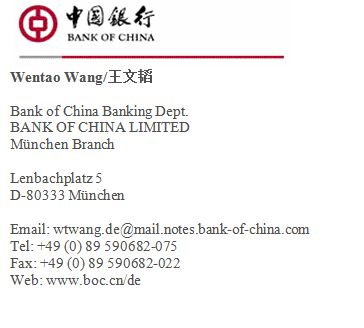 中國銀行
BANK OF CHINA
Wentao Wang/王文韬
Bank of China Banking Dept.
BANK OF CHINA LIMITED
München Branch
Lenbachplatz 5
D-80333 München
Email: wtwang.de@mail.notes.bank-of-china.com
Tel: +49 (0) 89 590682-075
Fax: +49 (0) 89 590682-022
Web: www.boc.cn/de